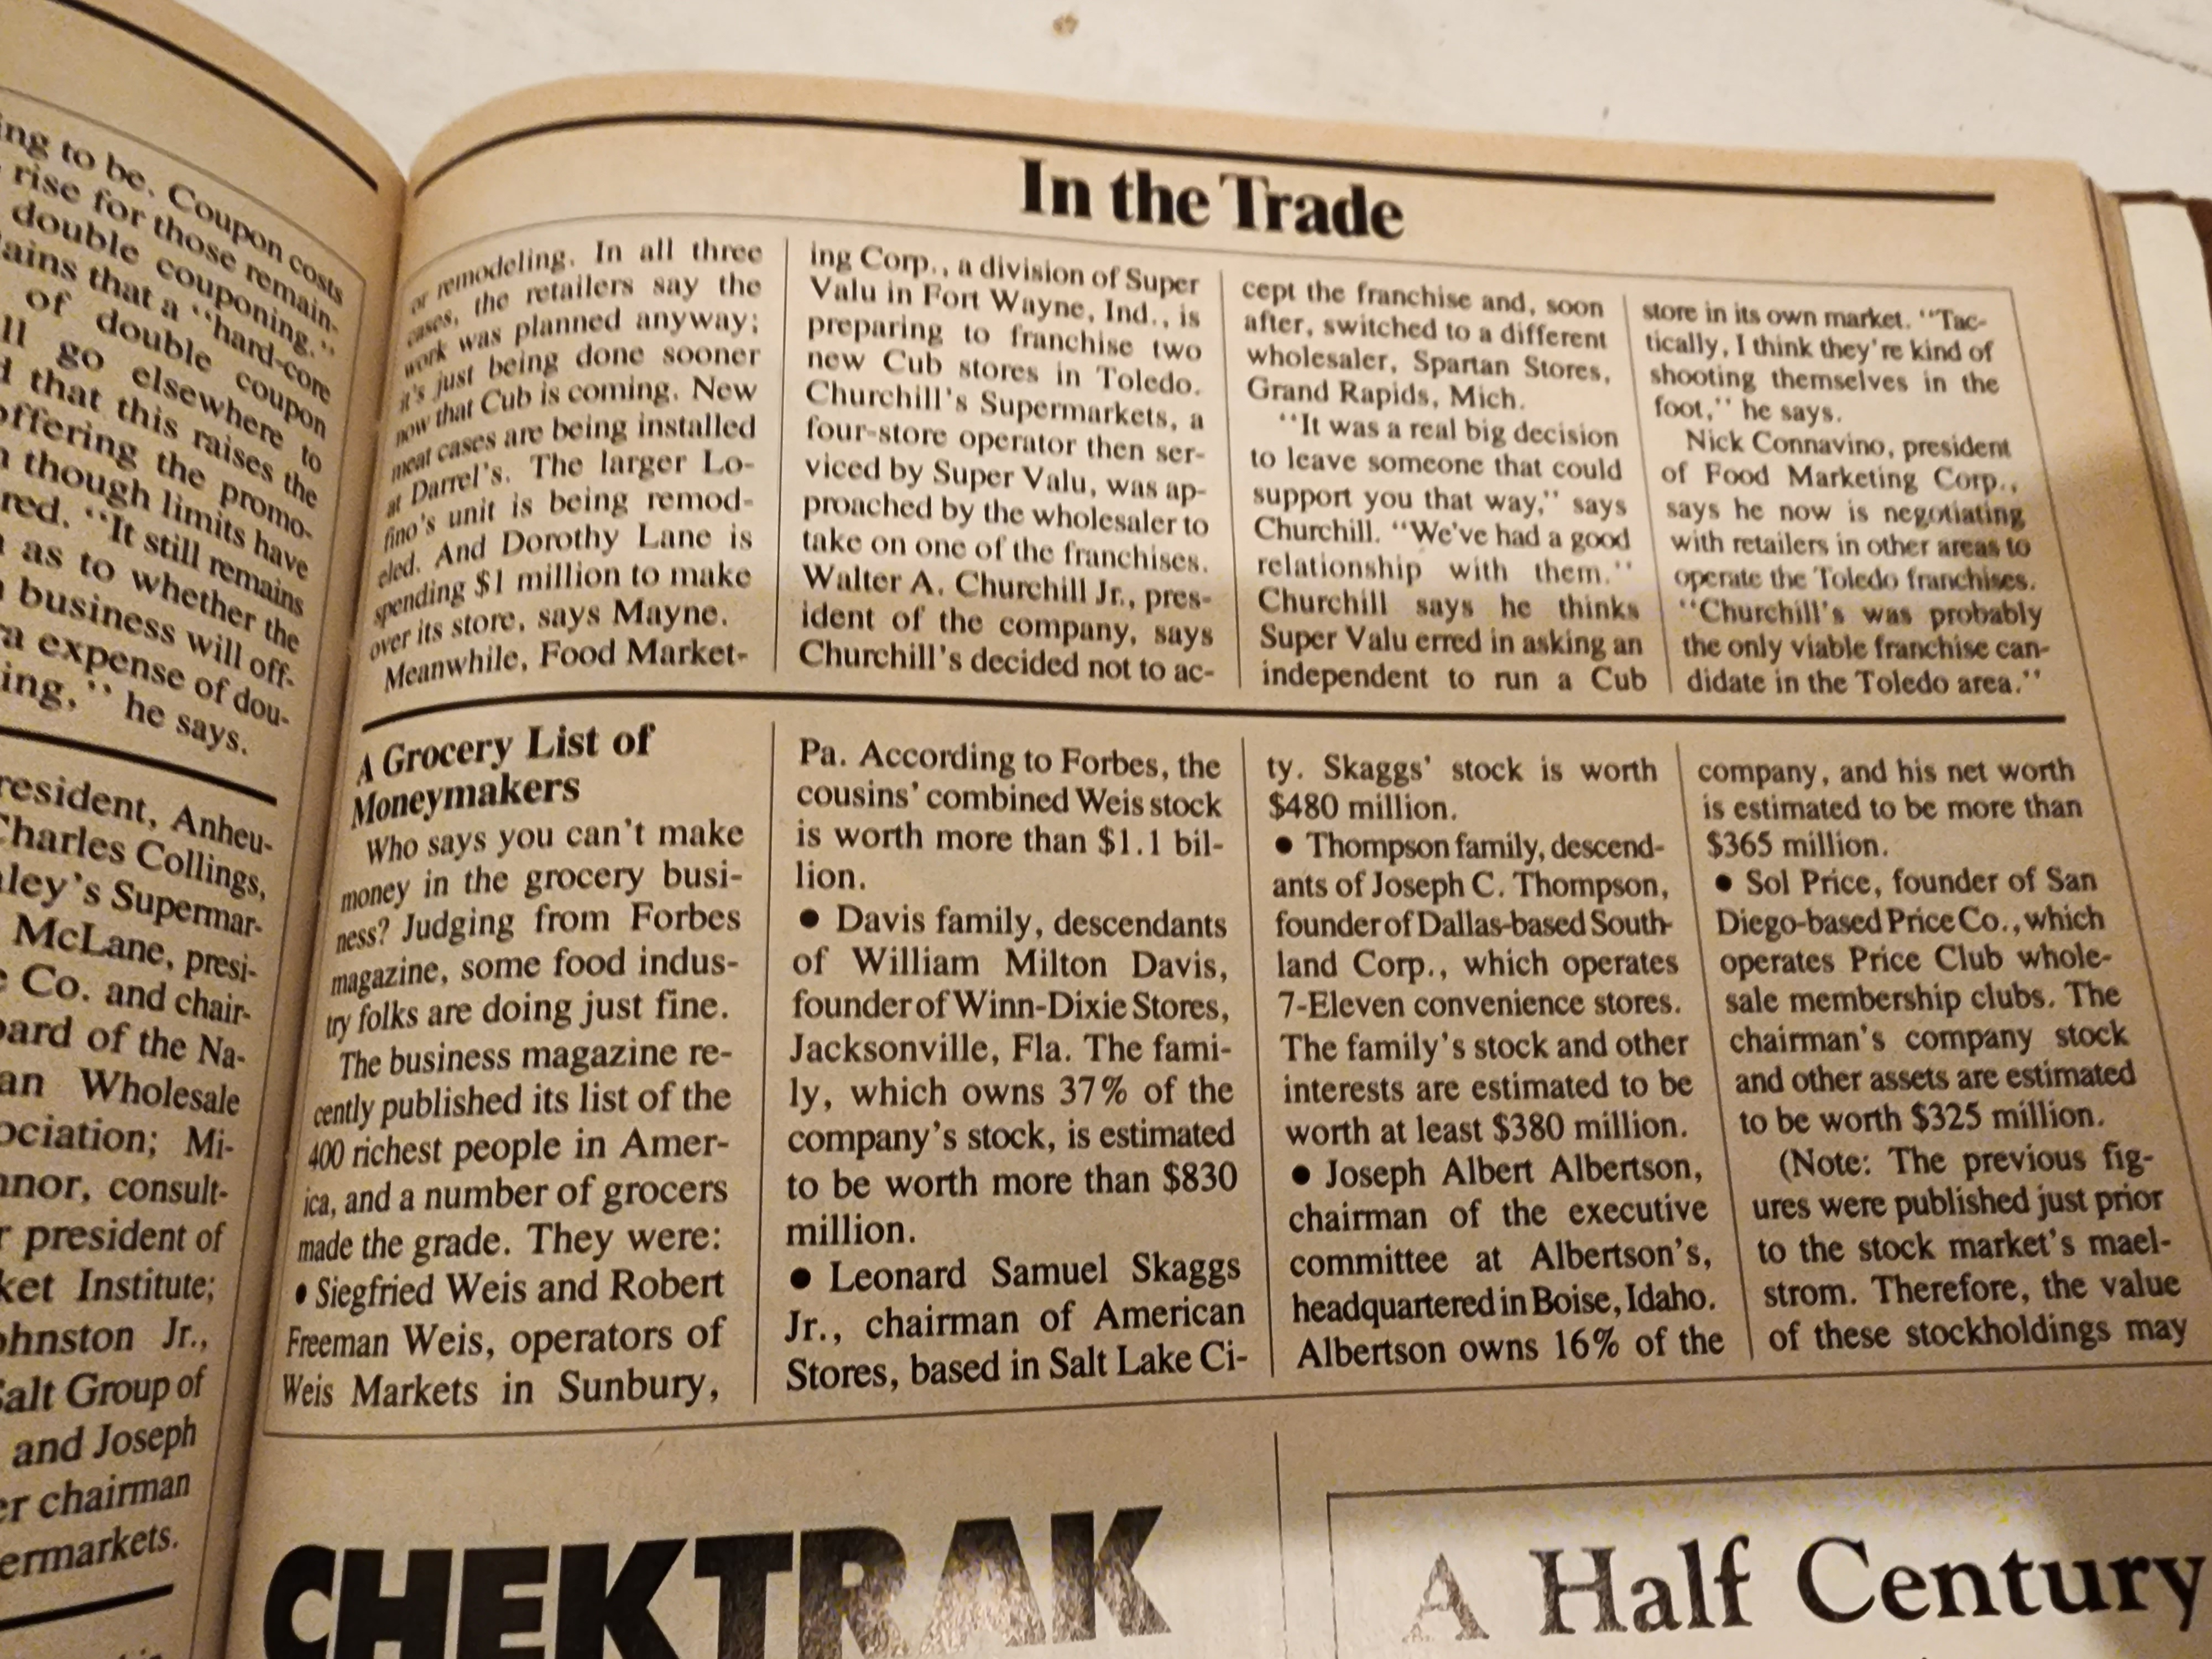 ing to be. Coupon costs
rise for those remain-
double couponing."
ains that a "hard-core
of double coupon
ll go elsewhere to
d that this raises the
offering the promo-
n though limits have
red. "It still remains
as to whether the
business will off-
ra expense of dou-
ing," he says.
resident, Anheu-
Charles Collings,
ley's Supermar-
McLane, presi-
Co. and chair-
oard of the Na-
an Wholesale
ociation; Mi-
nnor, consult-
r president of
ket Institute;
ohnston Jr.,
Salt Group of
and Joseph
er chairman
ermarkets.
In the Trade
or remodeling. In all three
cases, the retailers say the
work was planned anyway;
it's just being done sooner
now that Cub is coming. New
meat cases are being installed
at Darrel's. The larger Lo-
fino's unit is being remod-
eled. And Dorothy Lane is
spending $1 million to make
over its store, says Mayne.
Meanwhile, Food Market-
ing Corp., a division of Super
Valu in Fort Wayne, Ind., is
preparing to franchise two
new Cub stores in Toledo.
Churchill's Supermarkets, a
four-store operator then ser-
viced by Super Valu, was ap-
proached by the wholesaler to
take on one of the franchises.
Walter A. Churchill Jr., pres-
ident of the company, says
Churchill's decided not to ac-
cept the franchise and, soon
after, switched to a different
wholesaler, Spartan Stores,
Grand Rapids, Mich.
"It was a real big decision
to leave someone that could
support you that way," says
Churchill. "We've had a good
relationship with them."
Churchill says he thinks
Super Valu erred in asking an
independent to run a Cub
store in its own market. "Tac-
tically, I think they're kind of
shooting themselves in the
foot," he says.
Nick Connavino, president
of Food Marketing Corp.,
says he now is negotiating
with retailers in other areas to
operate the Toledo franchises.
"Churchill's was probably
the only viable franchise can-
didate in the Toledo area."
A Grocery List of
Moneymakers
Who says you can't make
money in the grocery busi-
ness? Judging from Forbes
magazine, some food indus-
try folks are doing just fine.
The business magazine re-
cently published its list of the
400 richest people in Amer-
ica, and a number of grocers
made the grade. They were:
• Siegfried Weis and Robert
Freeman Weis, operators of
Weis Markets in Sunbury,
Pa. According to Forbes, the
cousins' combined Weis stock
is worth more than $1.1 bil-
lion.
• Davis family, descendants
of William Milton Davis,
founder of Winn-Dixie Stores,
Jacksonville, Fla. The fami-
ly, which owns 37% of the
company's stock, is estimated
to be worth more than $830
million.
• Leonard Samuel Skaggs
Jr., chairman of American
Stores, based in Salt Lake Ci-
ty. Skaggs' stock is worth
$480 million.
• Thompson family, descend-
ants of Joseph C. Thompson,
founder of Dallas-based South-
land Corp., which operates
7-Eleven convenience stores.
The family's stock and other
interests are estimated to be
worth at least $380 million.
• Joseph Albert Albertson,
chairman of the executive
committee at Albertson's,
headquartered in Boise, Idaho.
Albertson owns 16% of the
company, and his net worth
is estimated to be more than
$365 million.
• Sol Price, founder of San
Diego-based Price Co., which
operates Price Club whole-
sale membership clubs. The
chairman's company stock
and other assets are estimated
to be worth $325 million.
(Note: The previous fig-
ures were published just prior
to the stock market's mael-
strom. Therefore, the value
of these stockholdings may
CHEKTRAK
A Half Century